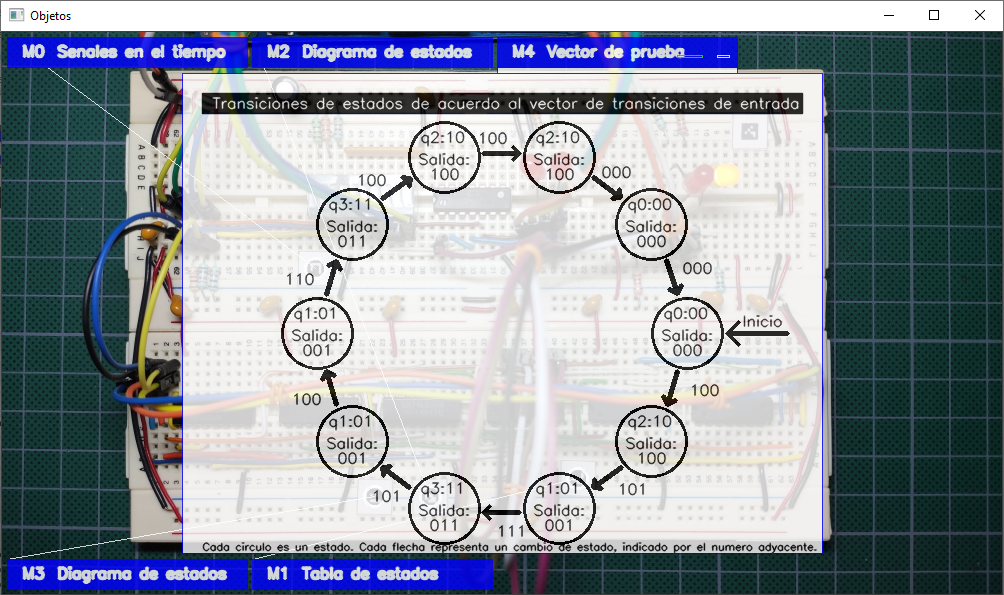 Objetos
M0 Senales en el tiempo
M2 Diagrama de estados
M4 Vector de prueba
Transiciones de estados de acuerdo al vector de transiciones de entrada
q2:10
Salida:
100
100
q2:10
Salida:
100
000
q0:00
Salida:
000
000
q0:00
Salida:
000
Inicio
100
q2:10
Salida:
100
101
q1:01
Salida:
001
111
q3:11
Salida:
011
101
q1:01
Salida:
001
100
q1:01
Salida:
001
110
q3:11
Salida:
011
100
Cada circulo es un estado. Cada flecha representa un cambio de estado, indicado por el numero adyacente.
M3 Diagrama de estados
M1 Tabla de estados
A B C D E